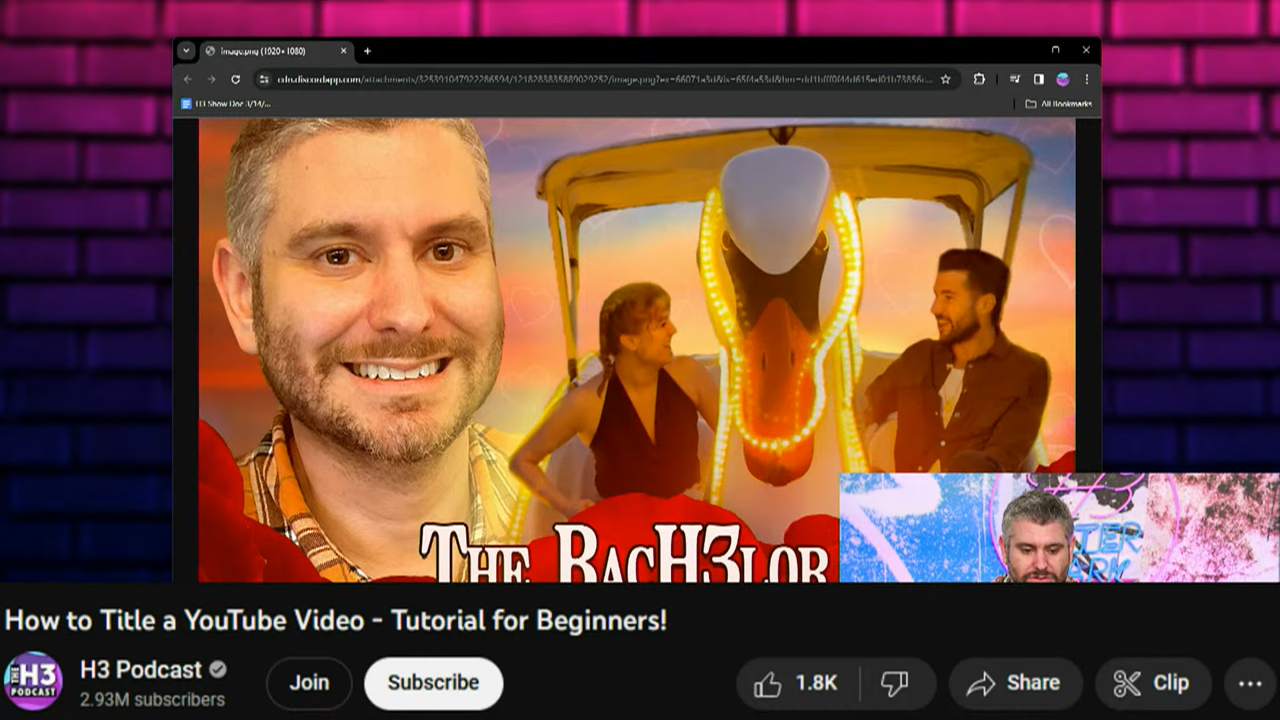 image.png (1920×1080)
H3 Show Doc 3/14/...
All Bookmarks
THE BACH3LOR
How to Title a YouTube Video - Tutorial for Beginners!
THE H3 PODCAST
H3 Podcast
2.93M subscribers
Join
Subscribe
1.8K
Share
Clip